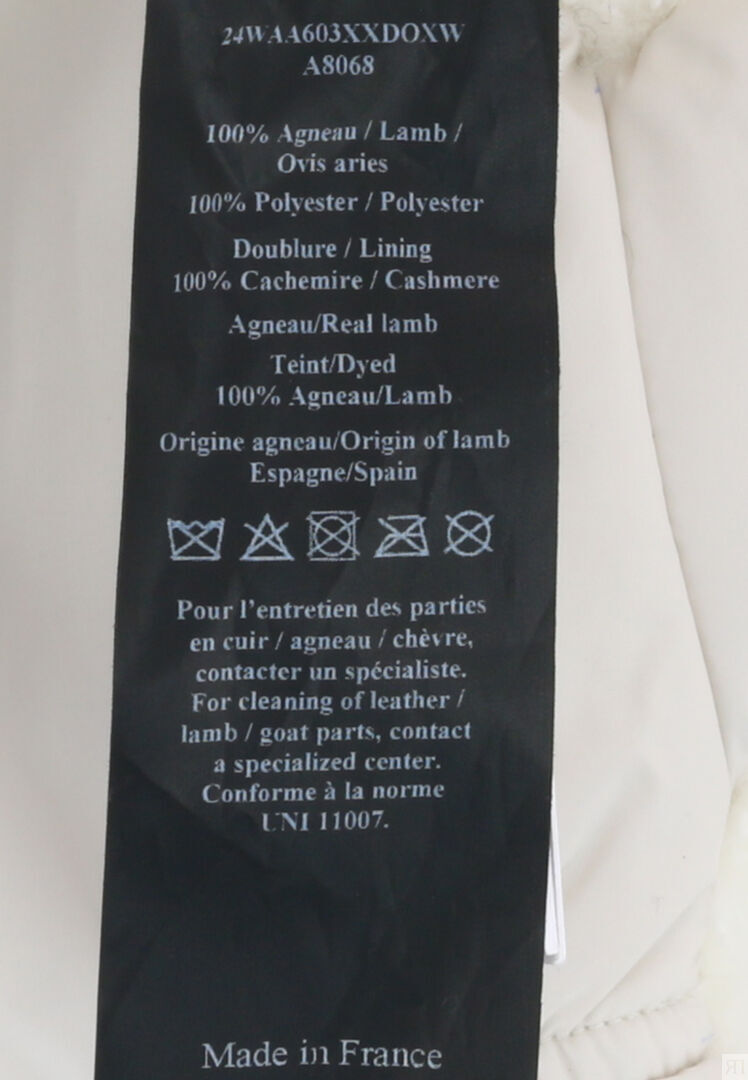 24WAA603XXDOXW
A8068
100% Agneau / Lamb /
Ovis aries
100% Polyester / Polyester
Doublure / Lining
100% Cachemire / Cashmere
Agneau/Real lamb
Teint/Dyed
100% Agneau/Lamb
Origine agneau/Origin of lamb
Espagne/Spain
Pour l'entretien des parties
en cuir / agneau / chèvre,
contacter un spécialiste.
For cleaning of leather /
lamb / goat parts, contact
a specialized center.
Conforme à la norme
UNI 11007.
Made in France